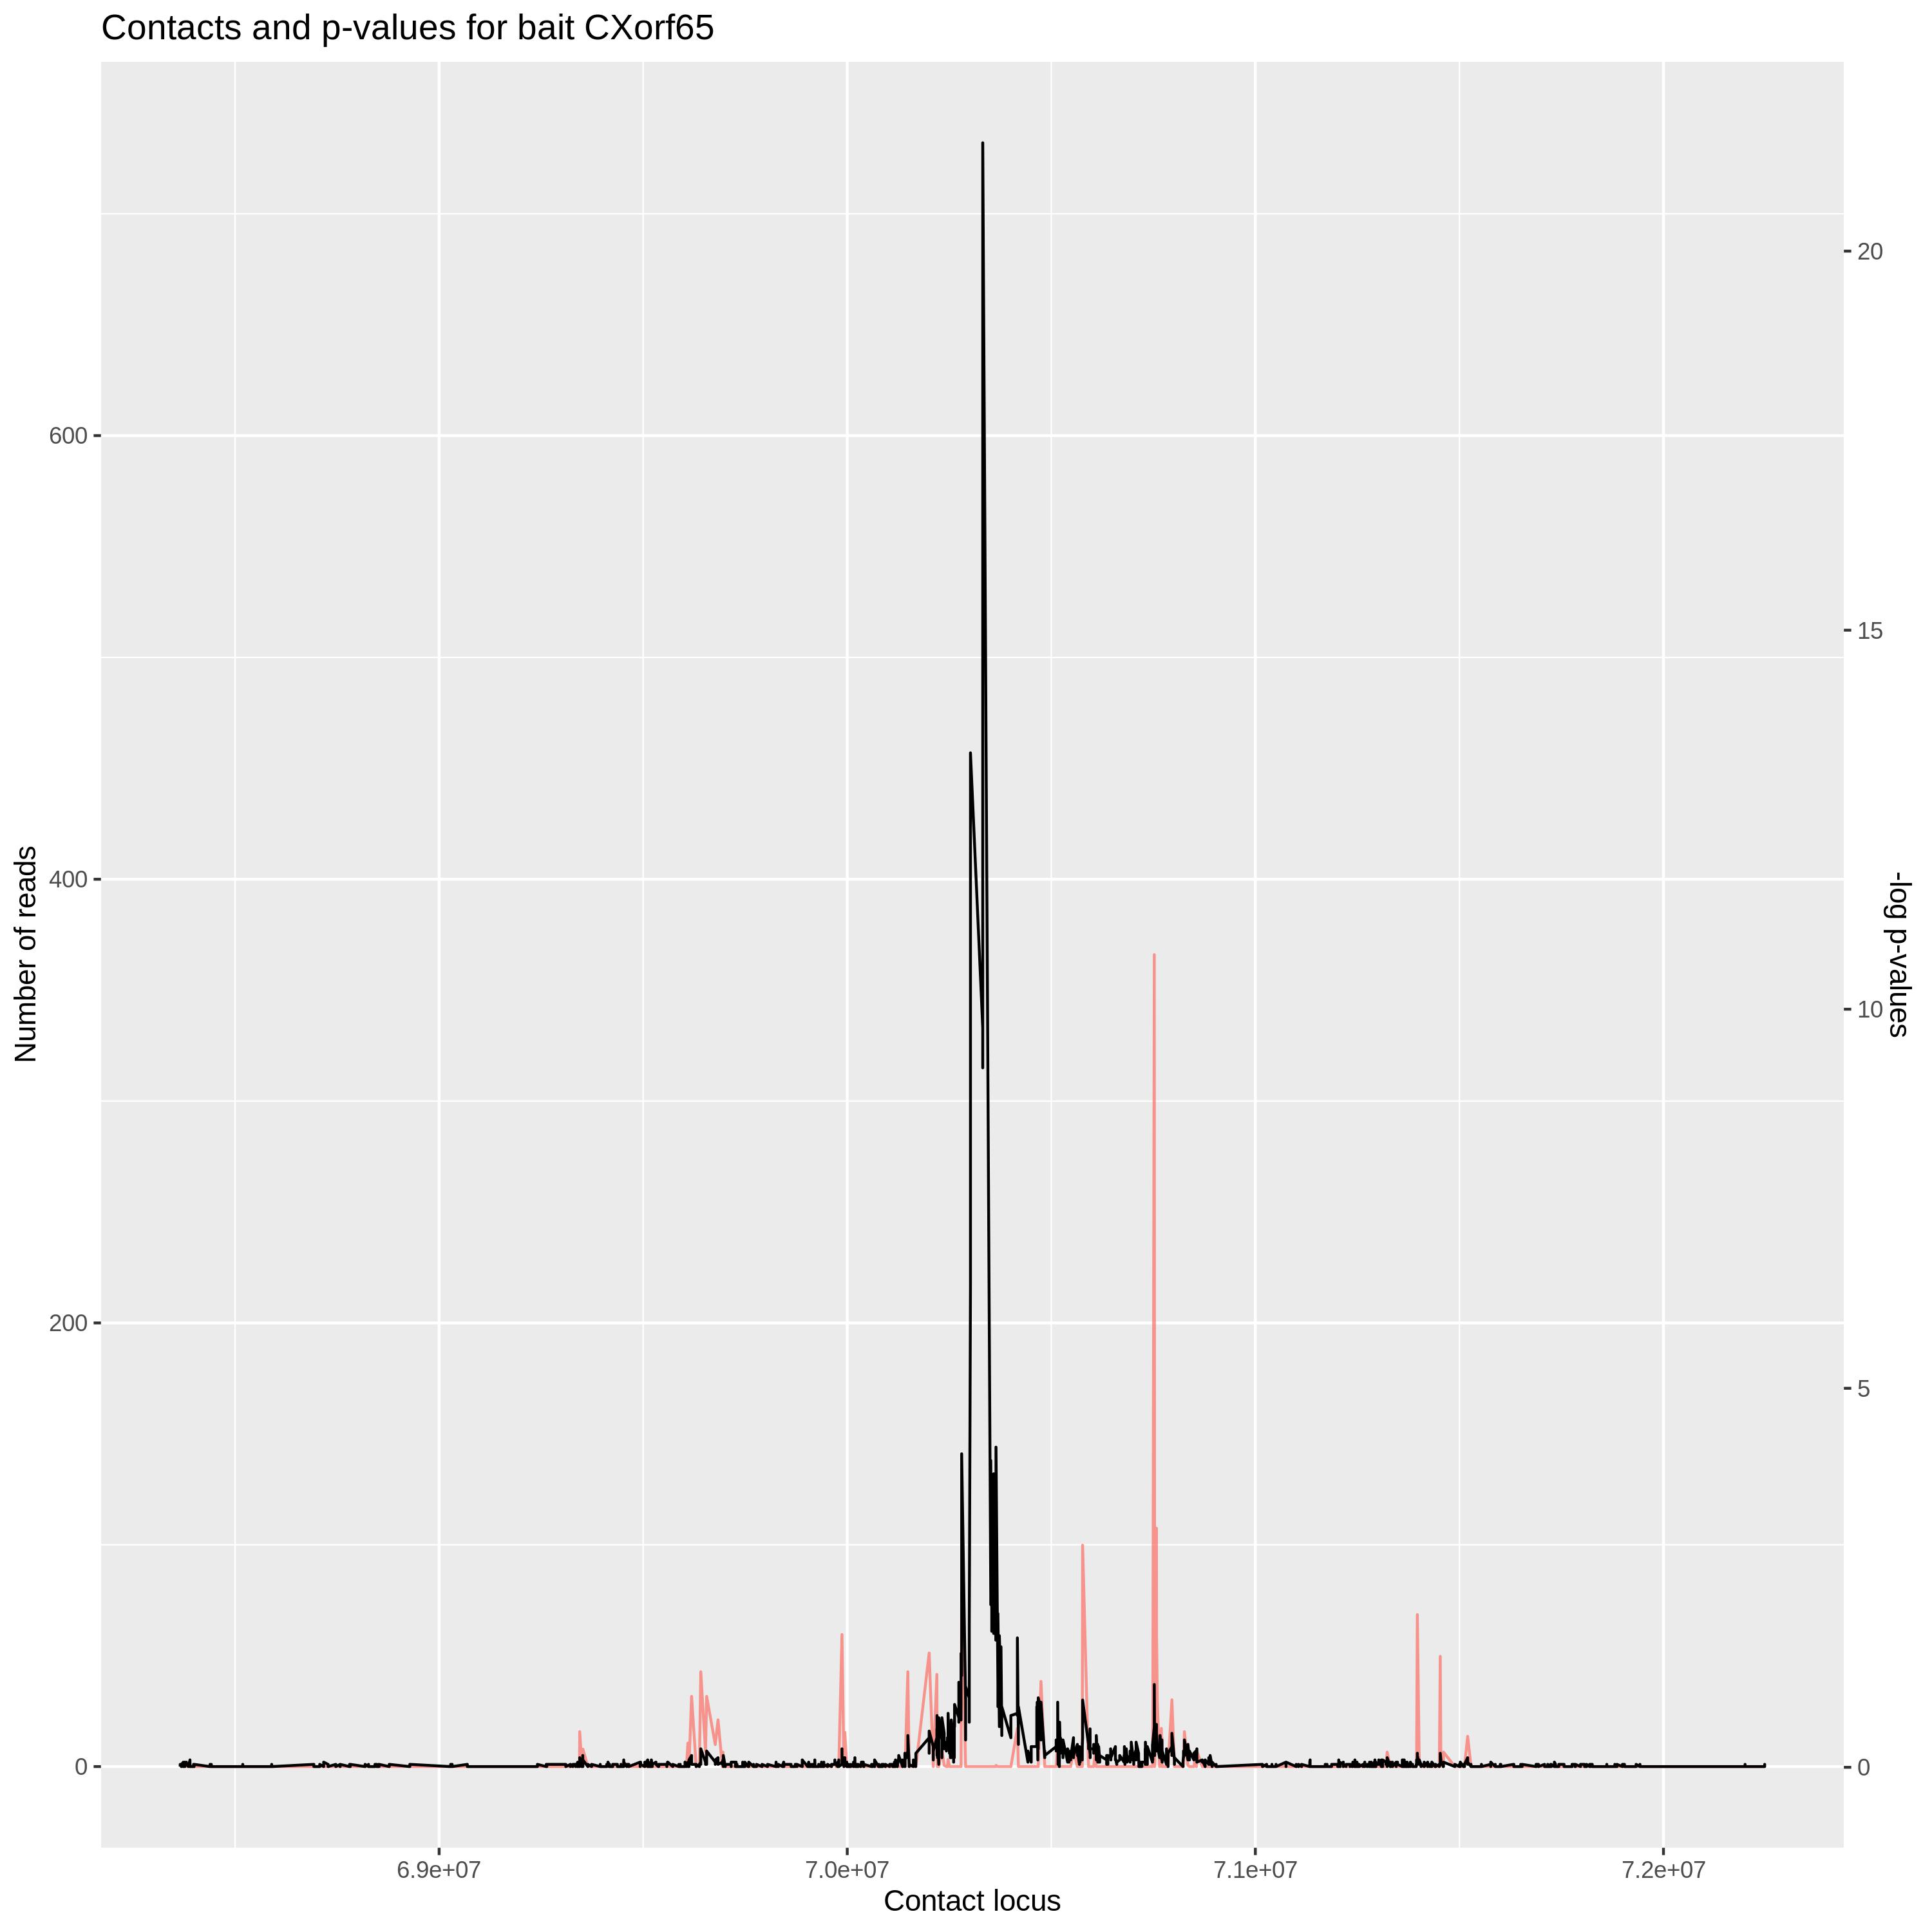 Contacts and p-values for bait CXorf65
600
400
200
0
20
15
10
5
0
Number of reads
-log p-values
6.9e+07
7.0e+07
7.1e+07
7.2e+07
Contact locus